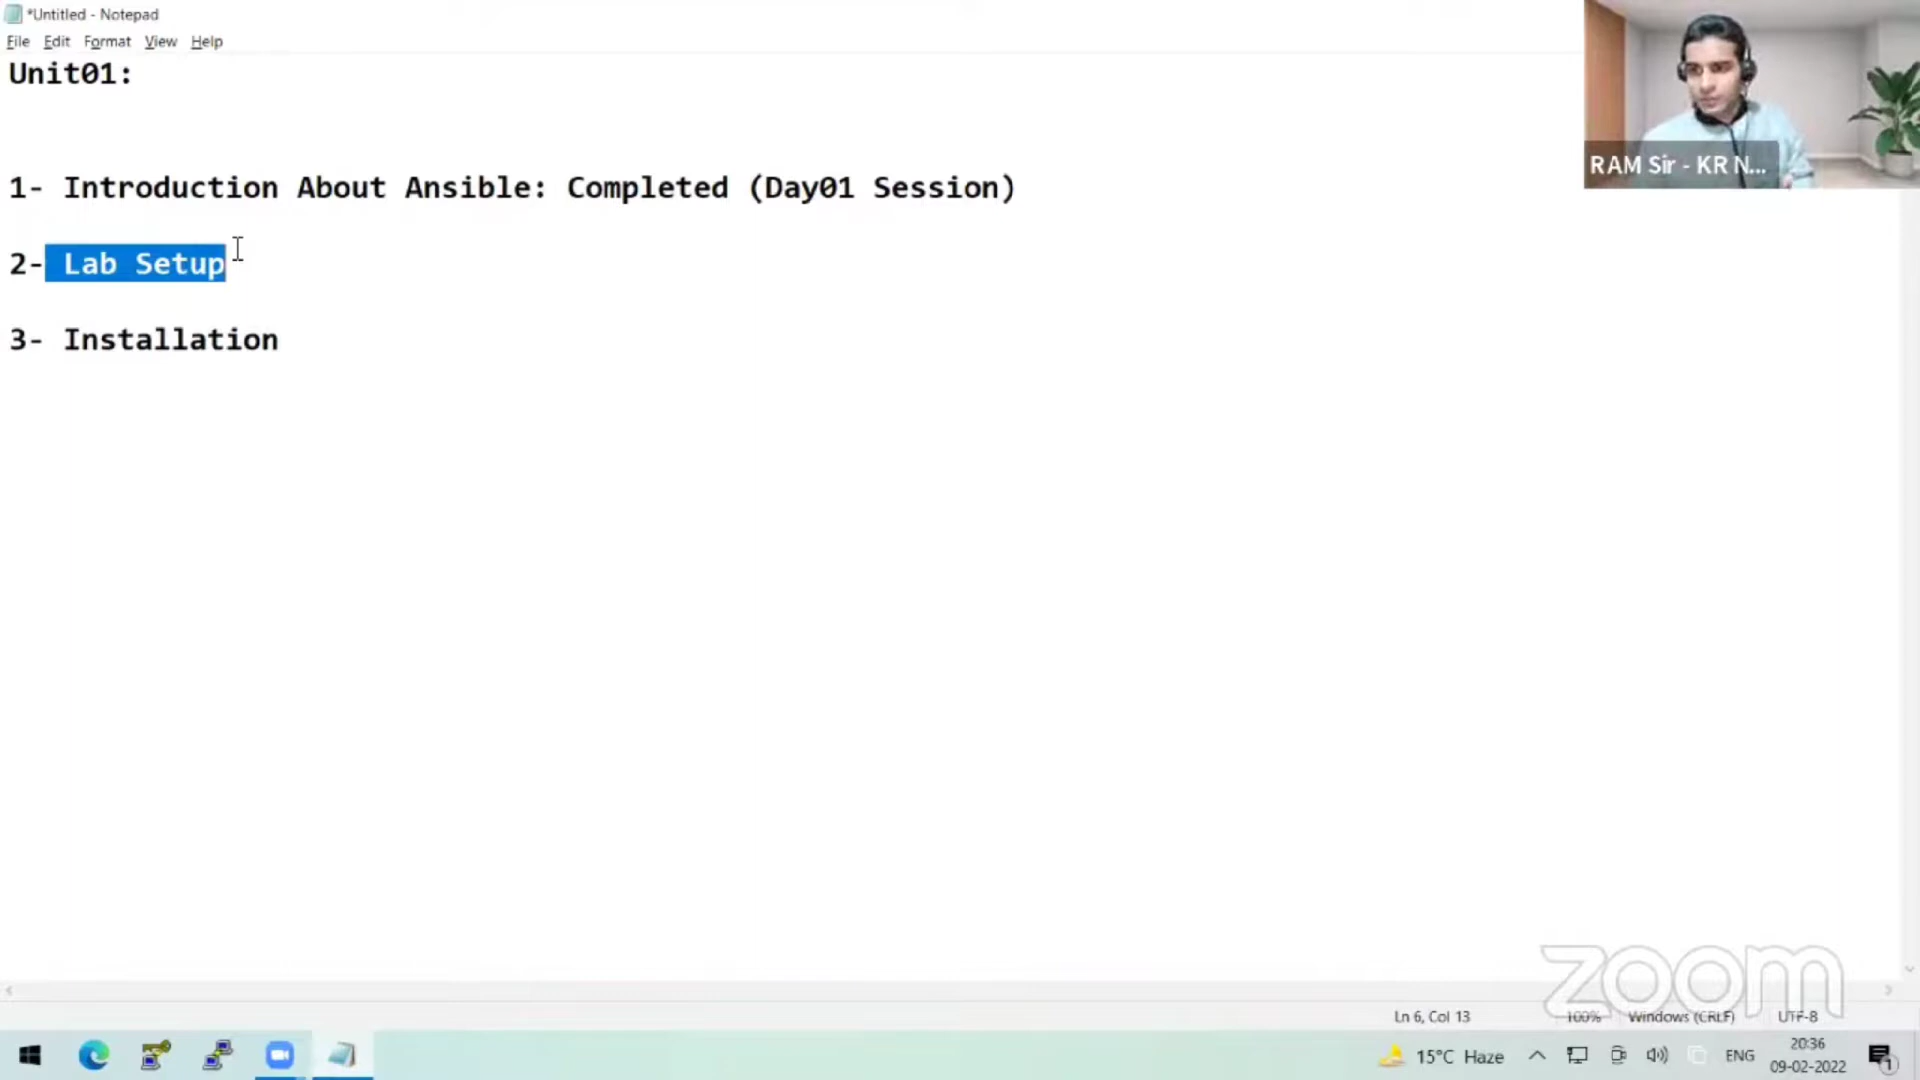 *Untitled - Notepad
File Edit Format View Help
Unit01:
RAM Sir - KR N...
1- Introduction About Ansible: Completed (Day01 Session)
2- Lab Setup
3- Installation
zoom
Ln 6, Col 13 100% Windows (CRLF) UTF-8
15°C Haze ENG 20:36
09-02-2022 1